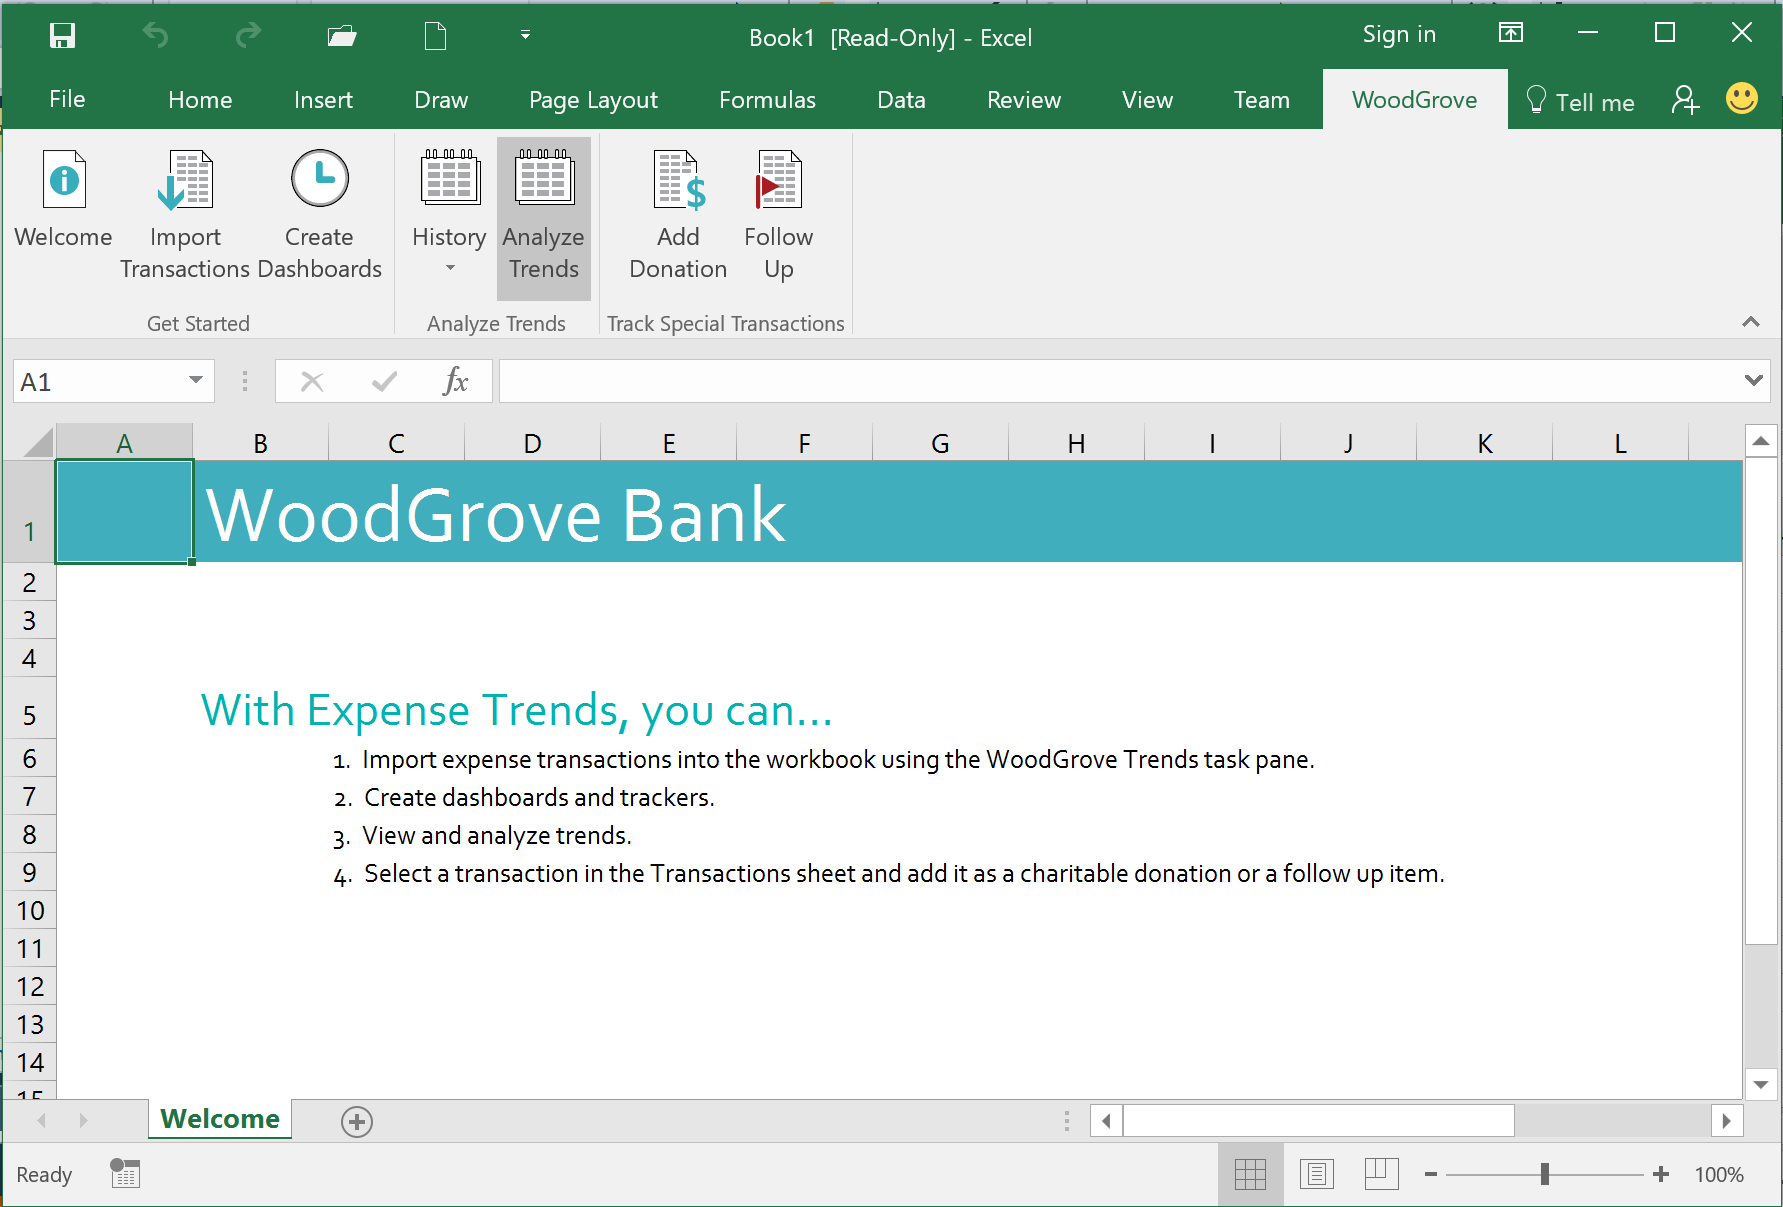 Book1 [Read-Only] - Excel
Sign in
File Home Insert Draw Page Layout Formulas Data Review View Team WoodGrove Tell me
Welcome
Import
Transactions
Create
Dashboards
Get Started
History
Analyze
Trends
Analyze Trends
Add
Donation
Follow
Up
Track Special Transactions
A1
fx
A B C D E F G H I J K L
1 WoodGrove Bank
2
3
4
5 With Expense Trends, you can...
6 1. Import expense transactions into the workbook using the WoodGrove Trends task pane.
7 2. Create dashboards and trackers.
8 3. View and analyze trends.
9 4. Select a transaction in the Transactions sheet and add it as a charitable donation or a follow up item.
10
11
12
13
14
15
Welcome
Ready
100%